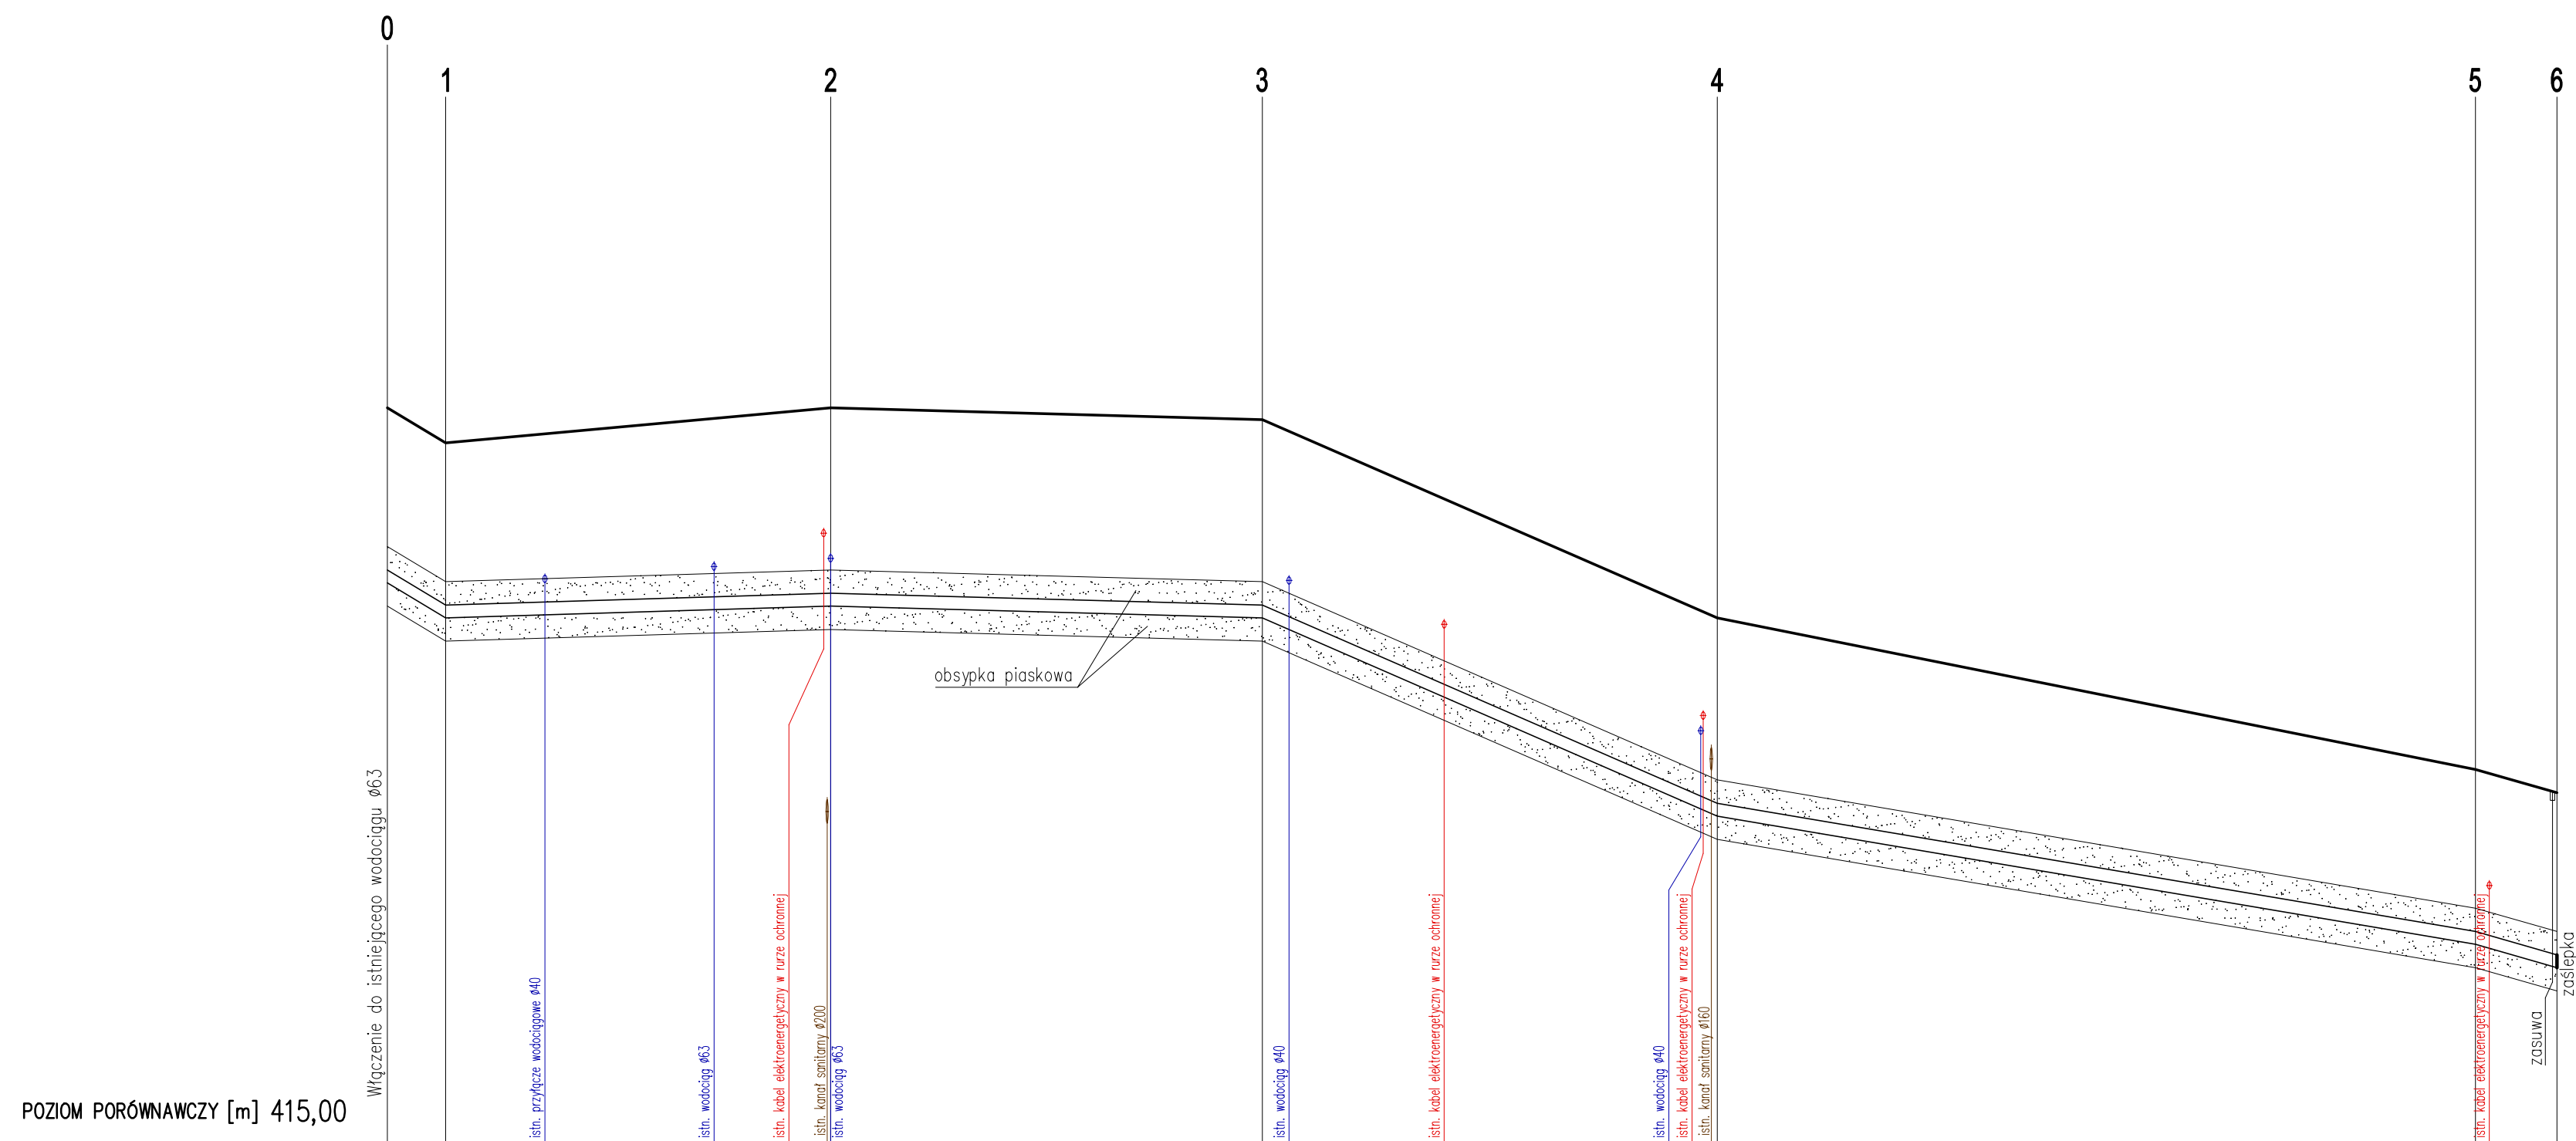 0
1
2
3
4
5
6
obsypka piaskowa
Włączenie do istniejącego wodociągu ø63
istn. przyłącze wodociągowe ø40
istn. wodociąg ø63
istn. kabel elektroenergetyczny w rurze ochronnej
istn. kanał sanitarny ø200
istn. wodociąg ø63
istn. wodociąg ø40
istn. kabel elektroenergetyczny w rurze ochronnej
istn. wodociąg ø40
istn. kabel elektroenergetyczny w rurze ochronnej
istn. kanał sanitarny ø160
istn. kabel elektroenergetyczny w rurze ochronnej
zasuwa
zaślepka
POZIOM PORÓWNAWCZY [m] 415,00